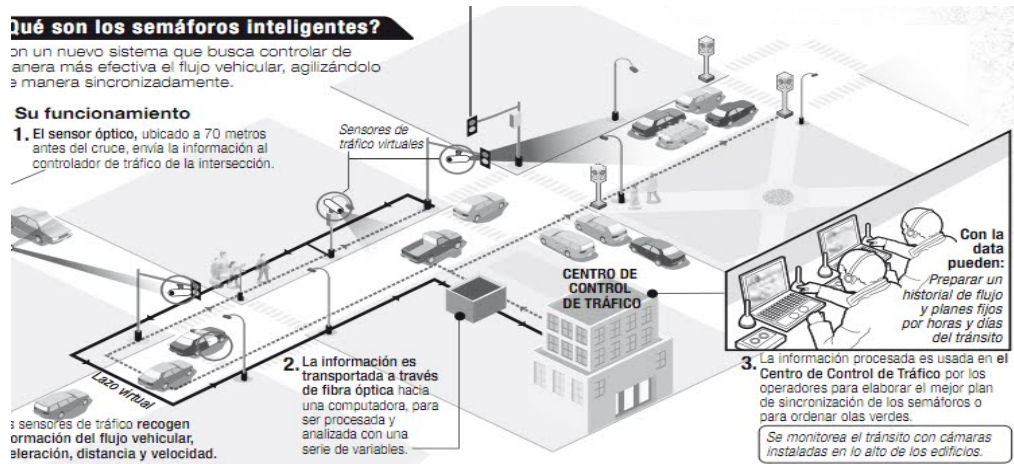 Qué son los semáforos inteligentes?
on un nuevo sistema que busca controlar de
anera más efectiva el flujo vehicular, agilizándolo
e manera sincronizadamente.
Su funcionamiento
1. El sensor óptico, ubicado a 70 metros
antes del cruce, envía la información al
controlador de tráfico de la intersección.
Sensores de
tráfico virtuales
Lazo virtual
s sensores de tráfico recogen
ormación del flujo vehicular,
eleración, distancia y velocidad.
2. La información es
transportada a través
de fibra óptica hacia
una computadora, para
ser procesada y
analizada con una
serie de variables.
CENTRO DE
CONTROL
DE TRÁFICO
Con la
data
pueden:
Preparar un
historial de flujo
y planes fijos
por horas y días
del tránsito
3. La información procesada es usada en el
Centro de Control de Tráfico por los
operadores para elaborar el mejor plan
de sincronización de los semáforos o
para ordenar olas verdes.
Se monitorea el tránsito con cámaras
instaladas en lo alto de los edificios.